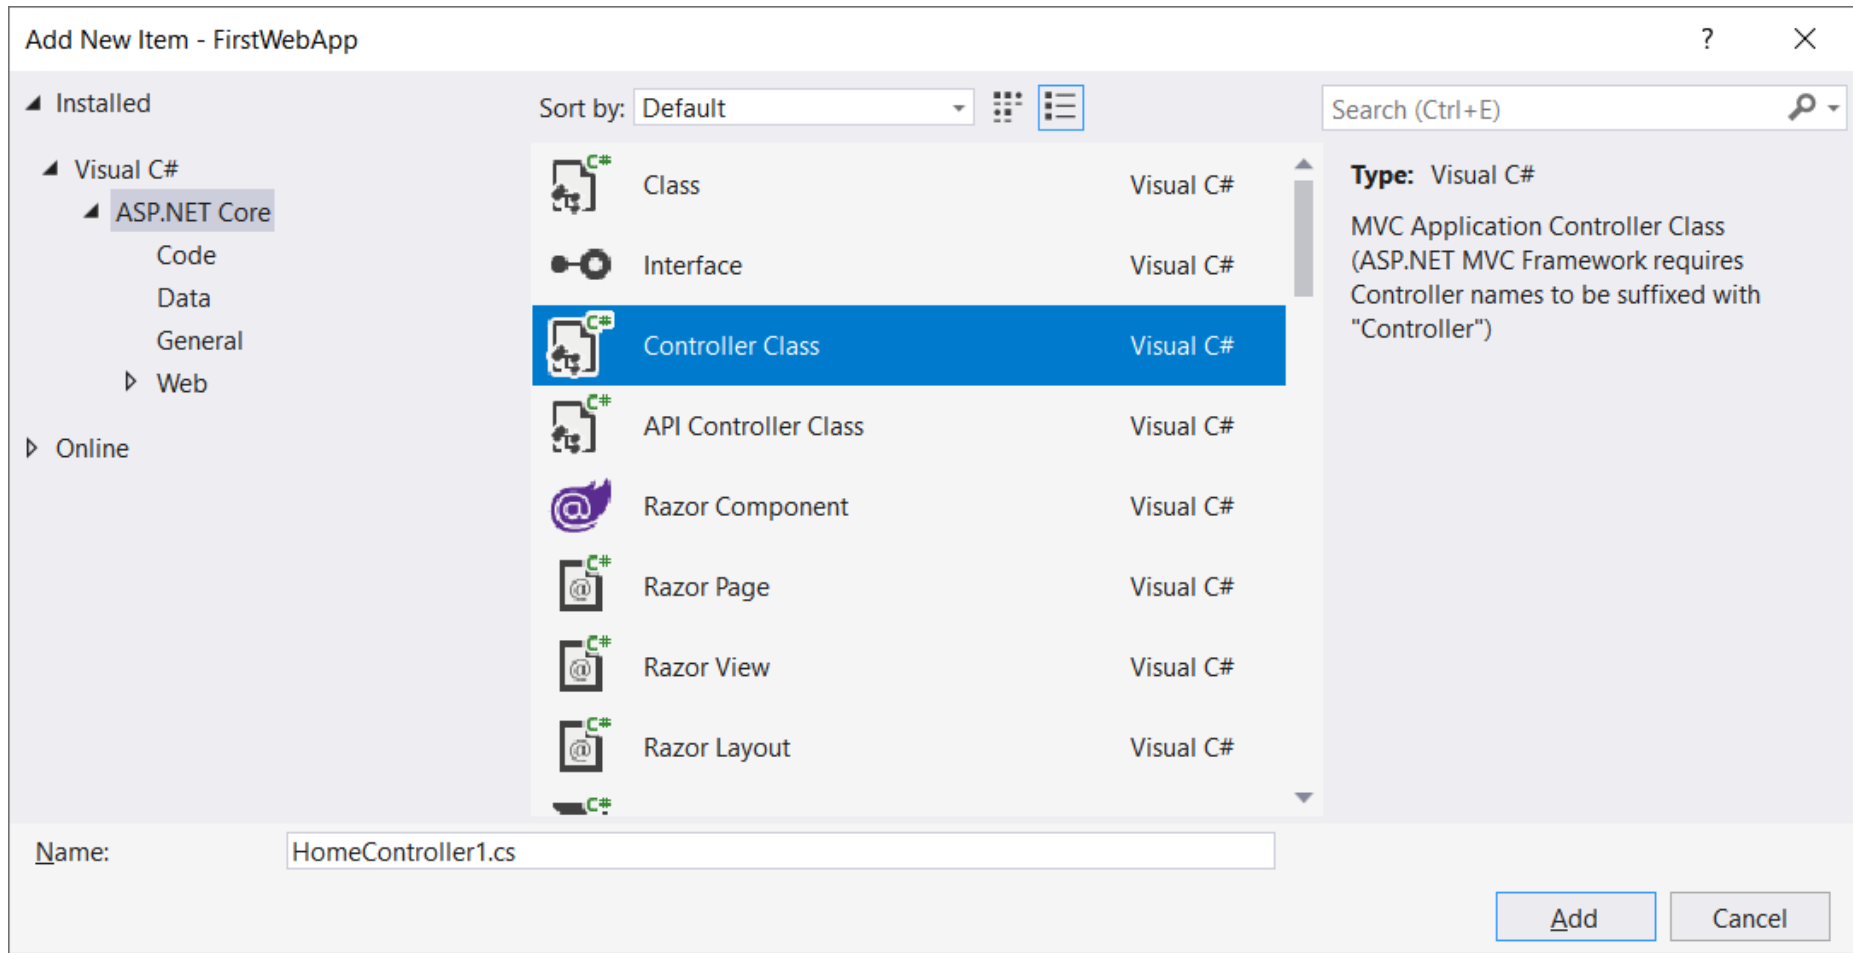 Add New Item - FirstWebApp
?
Installed
Sort by: Default
Search (Ctrl+E)
Visual C#
ASP.NET Core
Code
Data
General
Web
Online
C#
Class Visual C#
Interface Visual C#
C#
Controller Class Visual C#
C#
API Controller Class Visual C#
@
Razor Component Visual C#
C#
@
Razor Page Visual C#
C#
@
Razor View Visual C#
C#
@
Razor Layout Visual C#
C#
Type: Visual C#
MVC Application Controller Class
(ASP.NET MVC Framework requires
Controller names to be suffixed with
"Controller")
Name: HomeController1.cs
Add Cancel